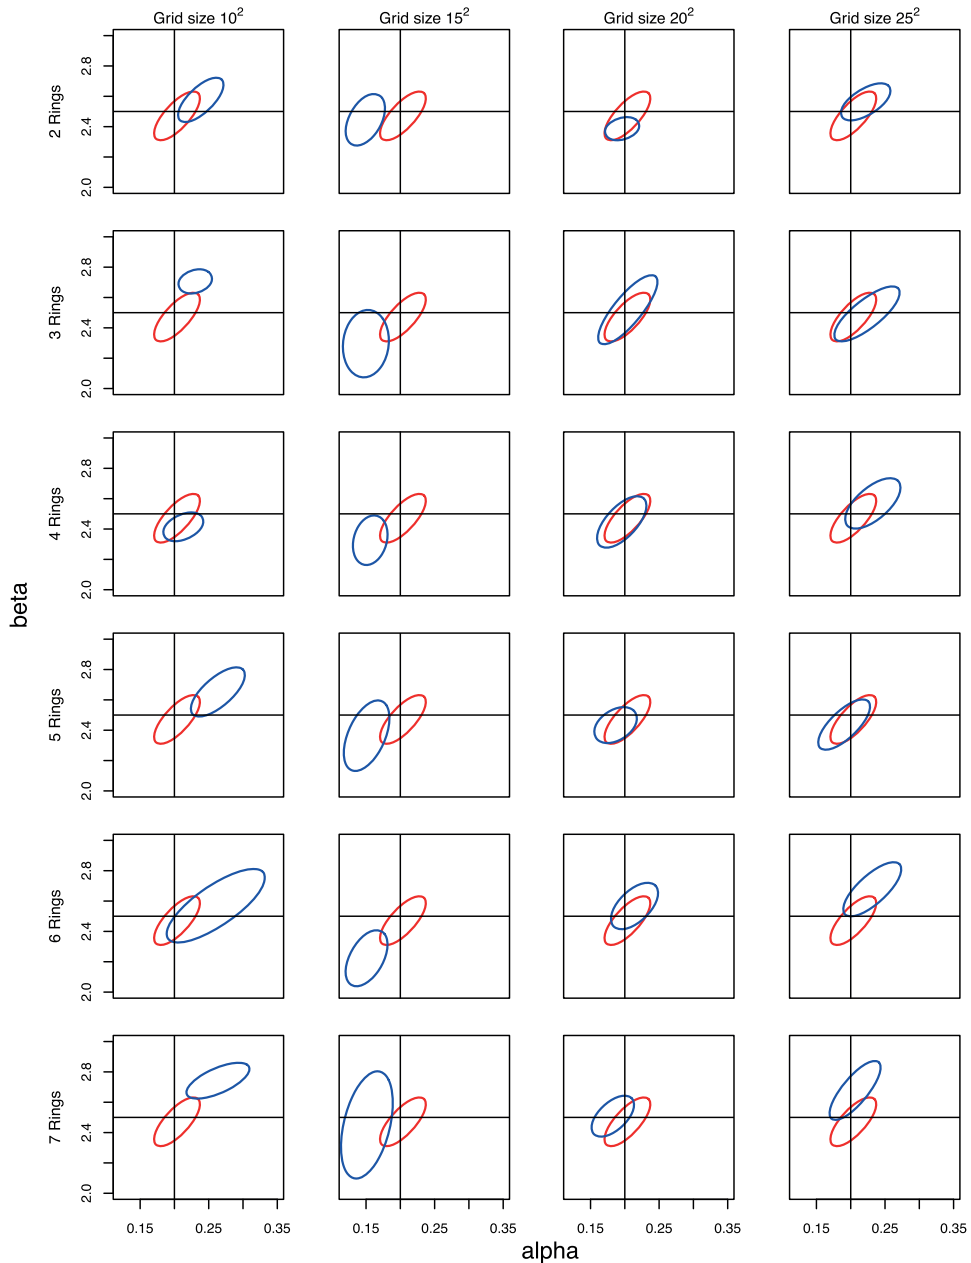 Grid size 10²
Grid size 15²
Grid size 20²
Grid size 25²
2 Rings
2.0 2.4 2.8
3 Rings
2.0 2.4 2.8
4 Rings
2.0 2.4 2.8
beta
5 Rings
2.0 2.4 2.8
6 Rings
2.0 2.4 2.8
7 Rings
2.0 2.4 2.8
0.15 0.25 0.35
0.15 0.25 0.35
0.15 0.25 0.35
0.15 0.25 0.35
alpha